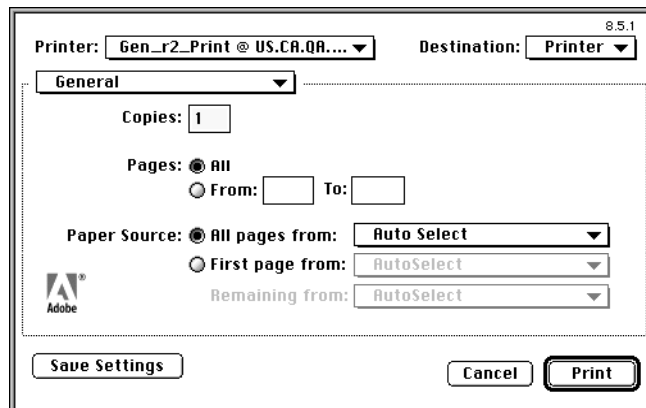 8.5.1
Printer: Gen_r2_Print @ US.CA.QA.... Destination: Printer
General
Copies: 1
Pages: All
From: To:
Paper Source: All pages from: Auto Select
First page from: AutoSelect
Remaining from: AutoSelect
Adobe®
Save Settings Cancel Print